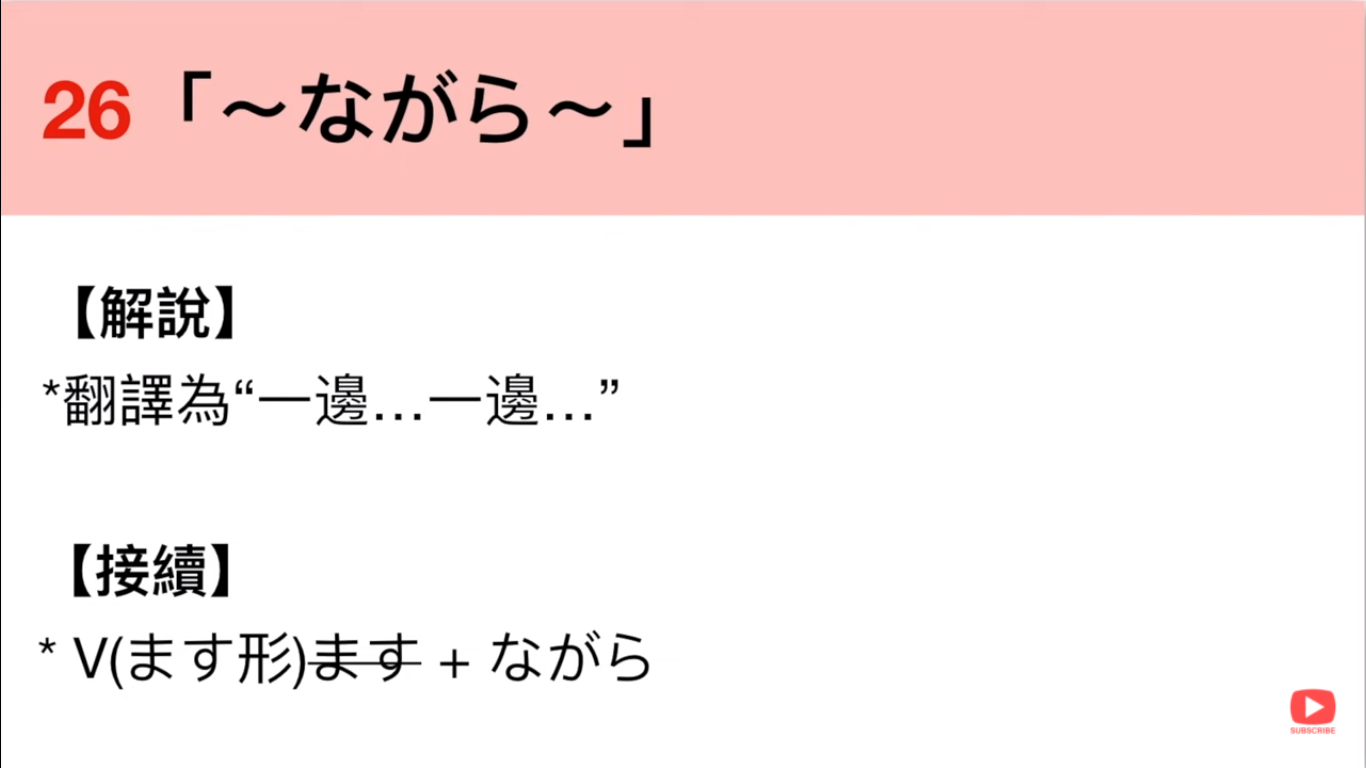 26「~ながら~」
【解說】
*翻譯為“一邊...一邊...”
【接續】
* V(ます形)ます + ながら
SUBSCRIBE